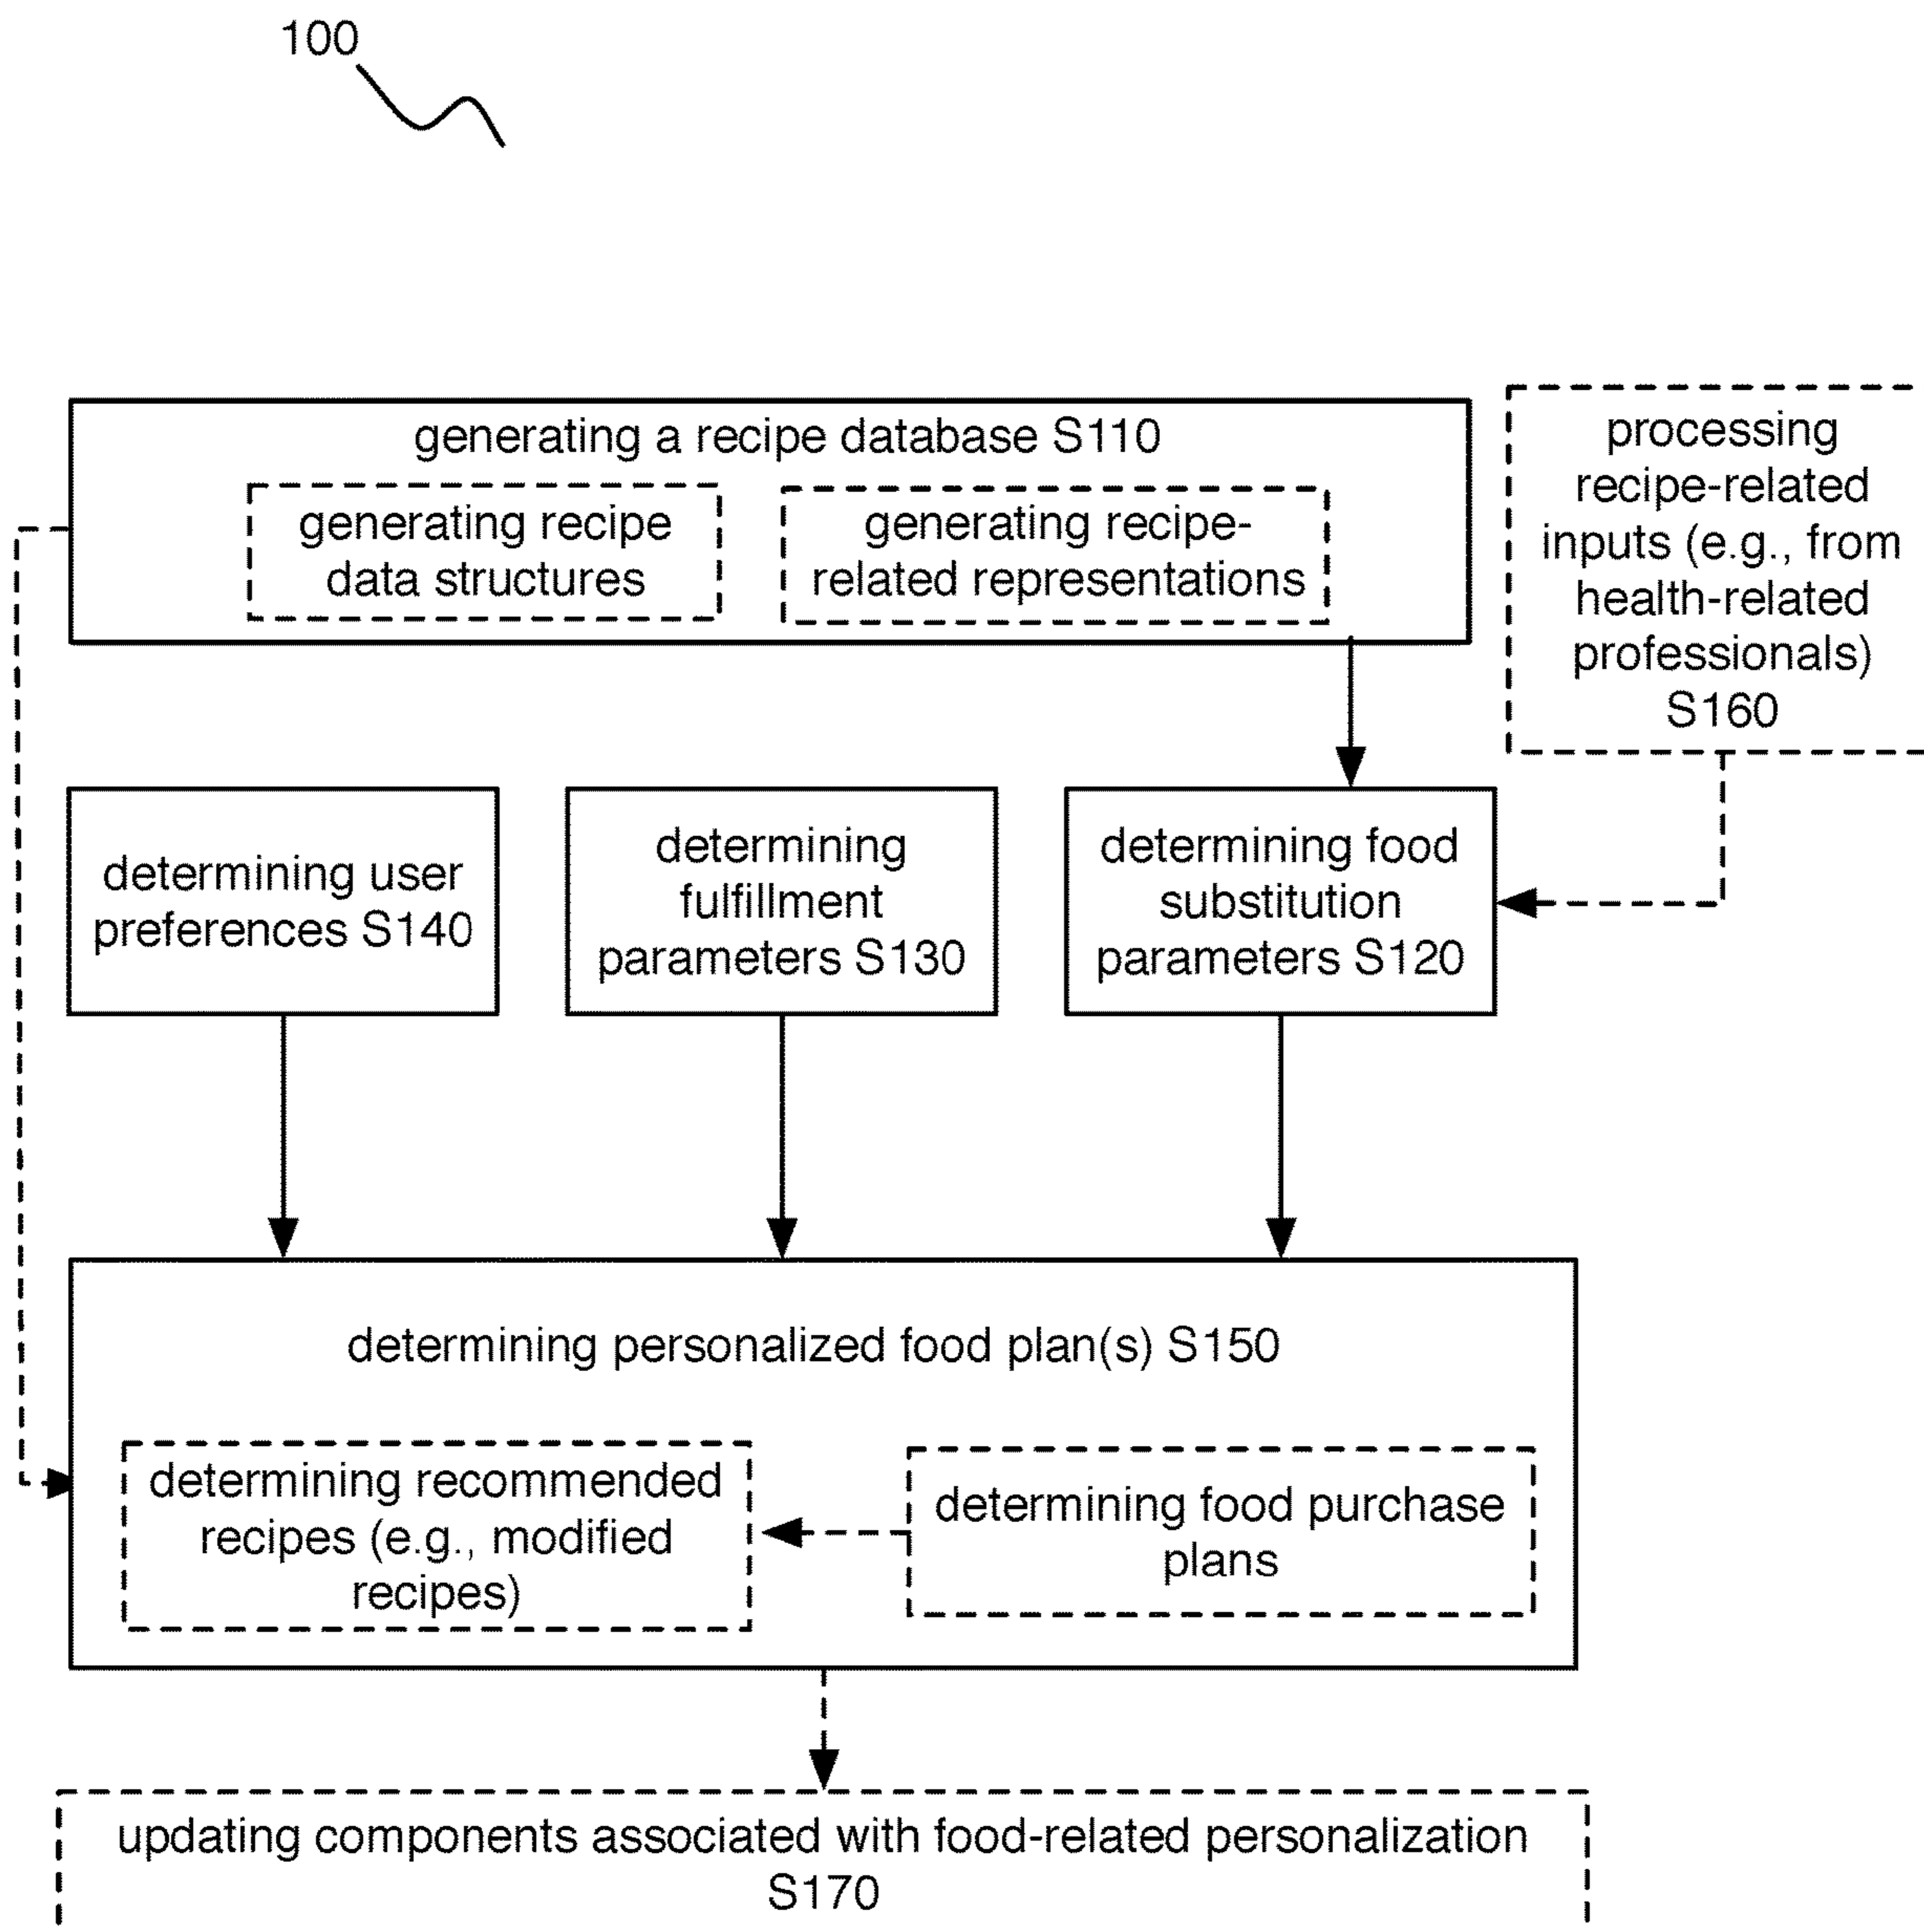 100
generating a recipe database S110
generating recipe
data structures
generating recipe-
related representations
processing
recipe-related
inputs (e.g., from
health-related
professionals)
S160
determining user
preferences S140
determining
fulfillment
parameters S130
determining food
substitution
parameters S120
determining personalized food plan(s) S150
determining recommended
recipes (e.g., modified
recipes)
determining food purchase
plans
updating components associated with food-related personalization
S170